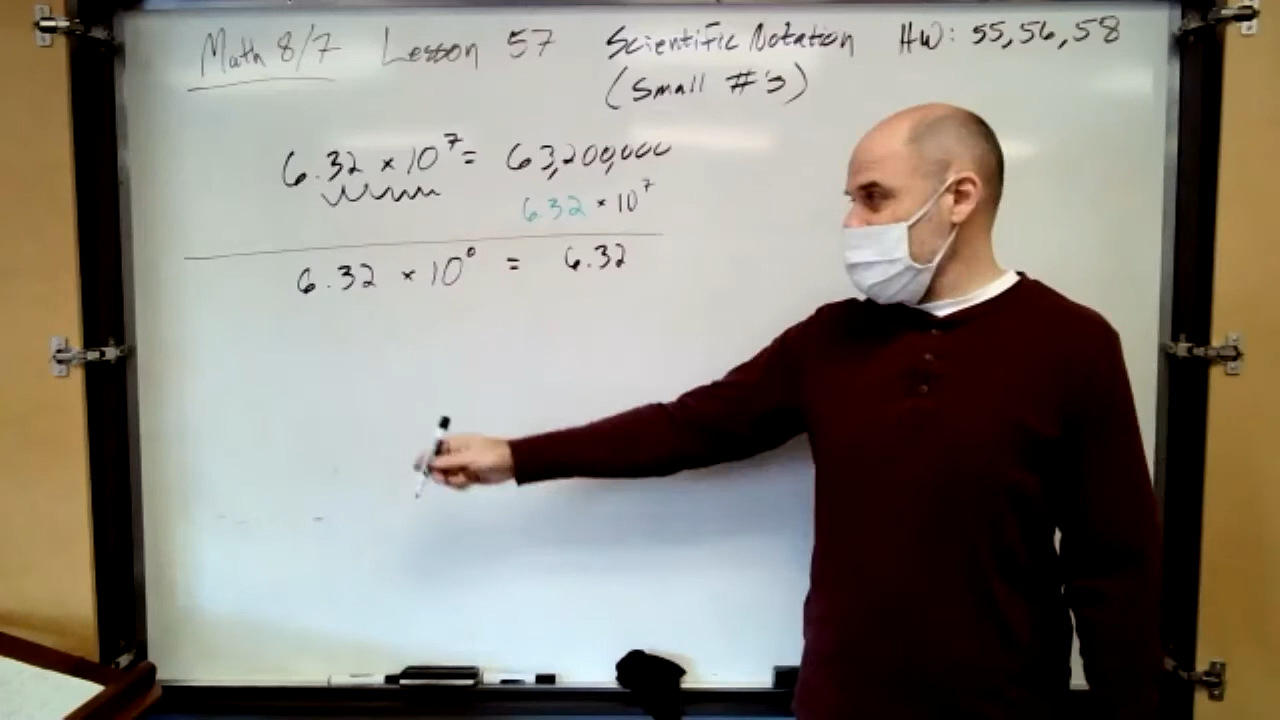 Math 8/7 Lesson 57 Scientific Notation HW: 55, 56, 58
(Small #'s)
6.32 × 10⁷ = 63,200,000
6.32 × 10⁷
6.32 × 10⁰ = 6.32